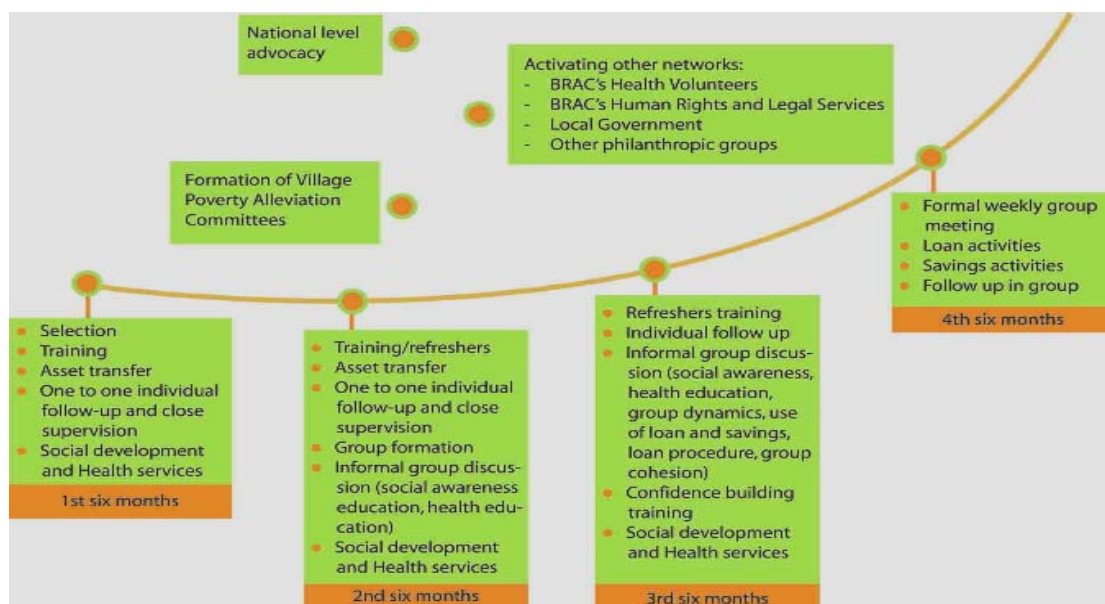 National level
advocacy
Activating other networks:
- BRAC's Health Volunteers
- BRAC's Human Rights and Legal Services
- Local Government
- Other philanthropic groups
Formation of Village
Poverty Alleviation
Committees
• Selection
• Training
• Asset transfer
• One to one individual
follow-up and close
supervision
• Social development
and Health services
1st six months
• Training/refreshers
• Asset transfer
• One to one individual
follow-up and close
supervision
• Group formation
• Informal group discus-
sion (social awareness
education, health edu-
cation)
• Social development
and Health services
2nd six months
• Refreshers training
• Individual follow up
• Informal group discus-
sion (social awareness,
health education,
group dynamics, use
of loan and savings,
loan procedure, group
cohesion)
• Confidence building
training
• Social development
and Health services
3rd six months
• Formal weekly group
meeting
• Loan activities
• Savings activities
• Follow up in group
4th six months